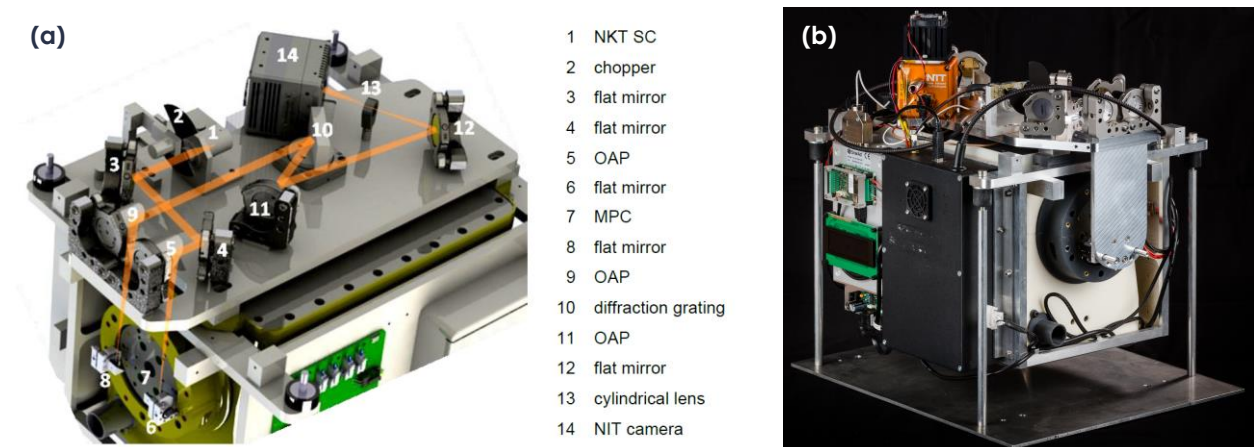 (a)
14
13
12
2
1
10
3
11
9
5
4
7
8
6
1 NKT SC
2 chopper
3 flat mirror
4 flat mirror
5 OAP
6 flat mirror
7 MPC
8 flat mirror
9 OAP
10 diffraction grating
11 OAP
12 flat mirror
13 cylindrical lens
14 NIT camera
(b)
NIT